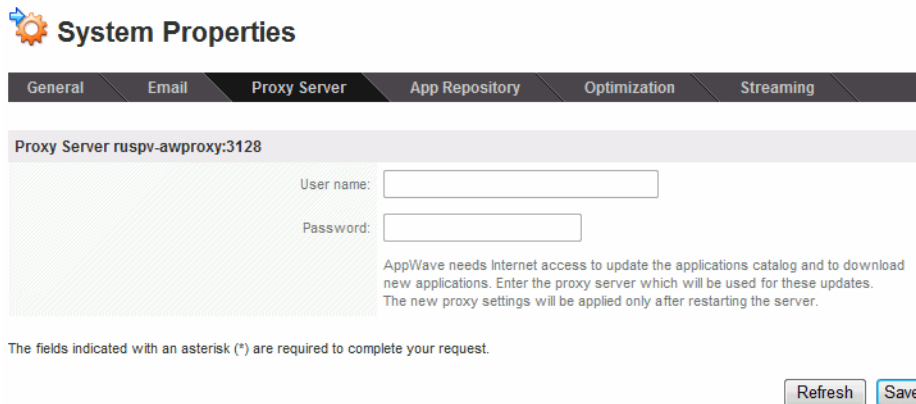 System Properties
General Email Proxy Server App Repository Optimization Streaming
Proxy Server ruspv-awproxy:3128
User name:
Password:
AppWave needs Internet access to update the applications catalog and to download
new applications. Enter the proxy server which will be used for these updates.
The new proxy settings will be applied only after restarting the server.
The fields indicated with an asterisk (*) are required to complete your request.
Refresh Save